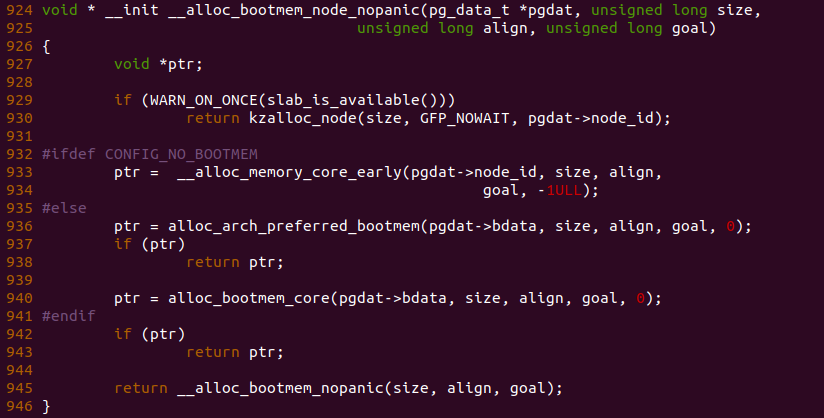 924 void * __init __alloc_bootmem_node_nopanic(pg_data_t *pgdat, unsigned long size,
925                                    unsigned long align, unsigned long goal)
926 {
927         void *ptr;
928
929         if (WARN_ON_ONCE(slab_is_available()))
930                 return kzalloc_node(size, GFP_NOWAIT, pgdat->node_id);
931
932 #ifdef CONFIG_NO_BOOTMEM
933         ptr =  __alloc_memory_core_early(pgdat->node_id, size, align,
934                                                  goal, -1ULL);
935 #else
936         ptr = alloc_arch_preferred_bootmem(pgdat->bdata, size, align, goal, 0);
937         if (ptr)
938                 return ptr;
939
940         ptr = alloc_bootmem_core(pgdat->bdata, size, align, goal, 0);
941 #endif
942         if (ptr)
943                 return ptr;
944
945         return __alloc_bootmem_nopanic(size, align, goal);
946 }